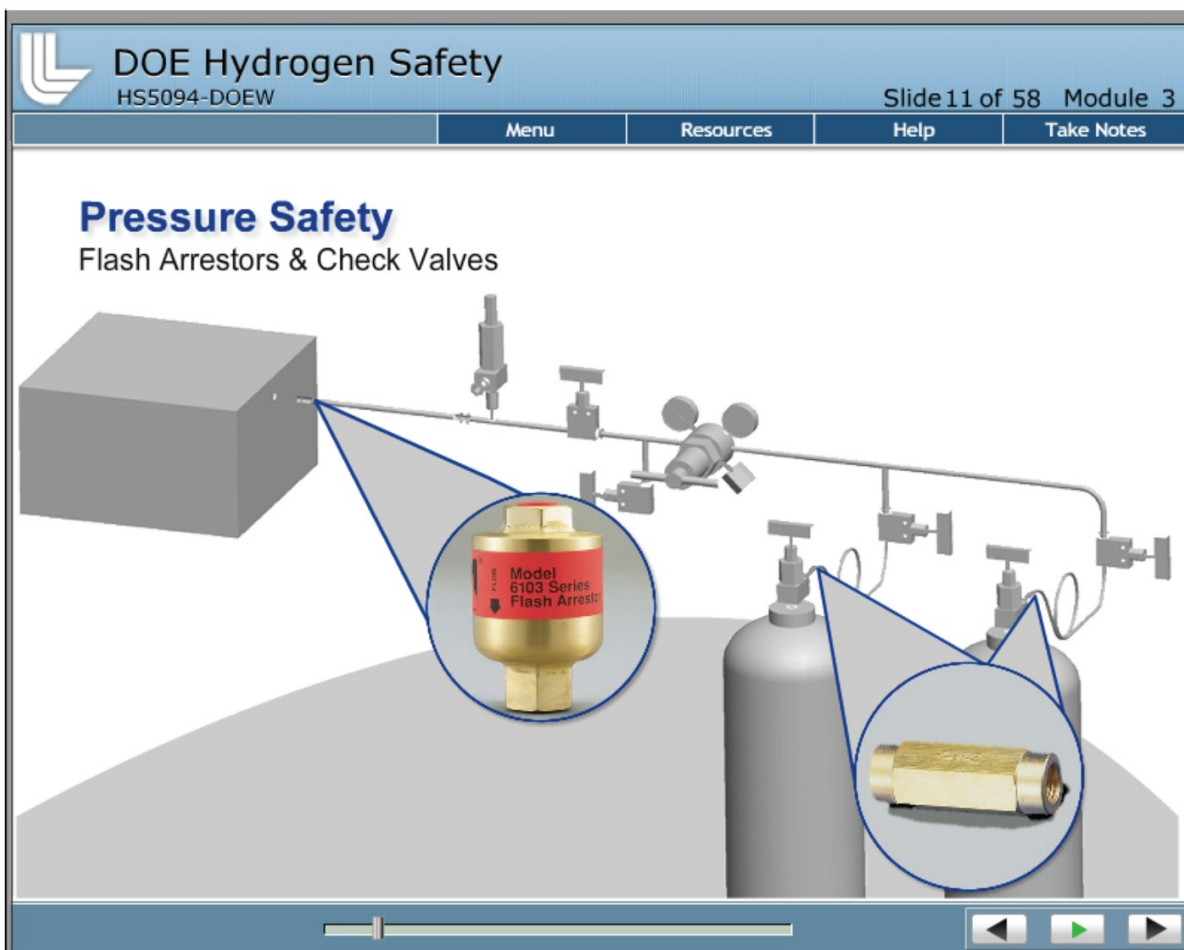 DOE Hydrogen Safety
HS5094-DOEW
Slide 11 of 58 Module 3
Menu Resources Help Take Notes
Pressure Safety
Flash Arrestors & Check Valves
FLOW
Model
6103 Series
Flash